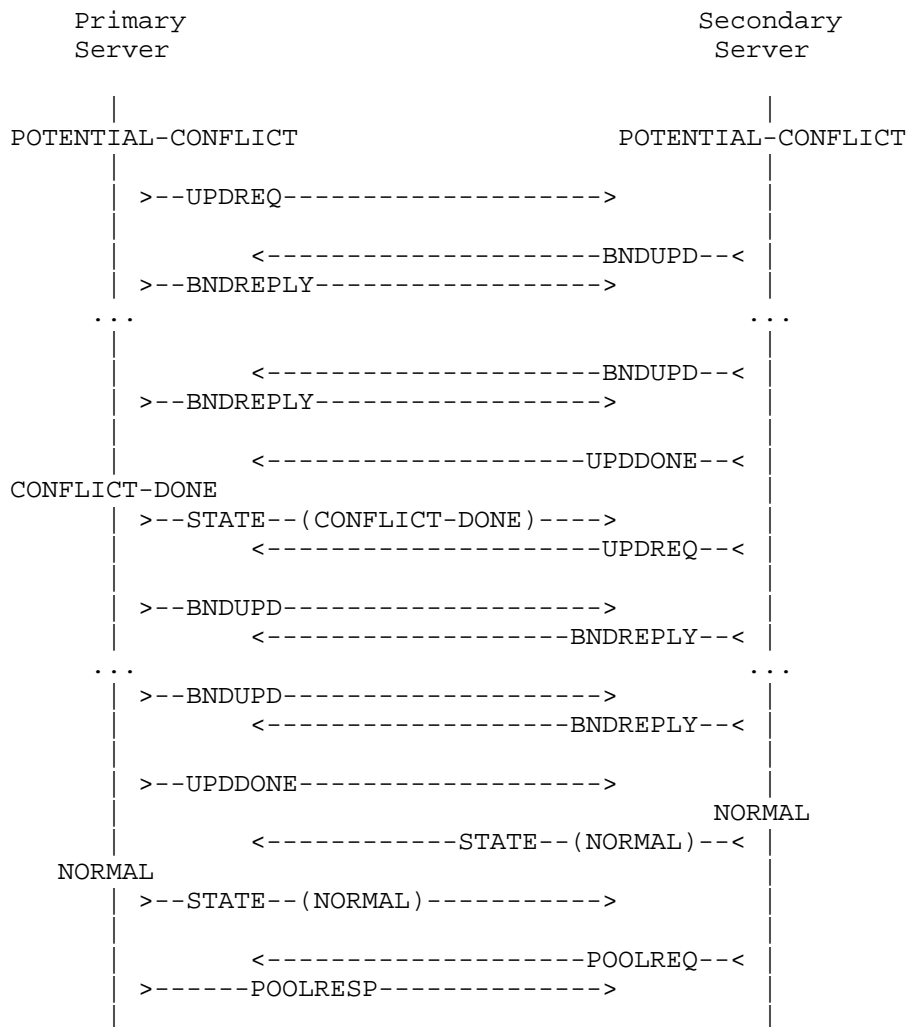 Primary Secondary
Server Server
POTENTIAL-CONFLICT POTENTIAL-CONFLICT
>--UPDREQ-------------------->
<---------------------BNDUPD--<
>--BNDREPLY------------------>
... ...
<---------------------BNDUPD--<
>--BNDREPLY------------------>
<--------------------UPDDONE--<
CONFLICT-DONE
>--STATE--(CONFLICT-DONE)---->
<---------------------UPDREQ--<
>--BNDUPD-------------------->
<-------------------BNDREPLY--<
... ...
>--BNDUPD-------------------->
<-------------------BNDREPLY--<
>--UPDDONE------------------->
NORMAL
<------------STATE--(NORMAL)--<
NORMAL
>--STATE--(NORMAL)----------->
<--------------------POOLREQ--<
>------POOLRESP-------------->